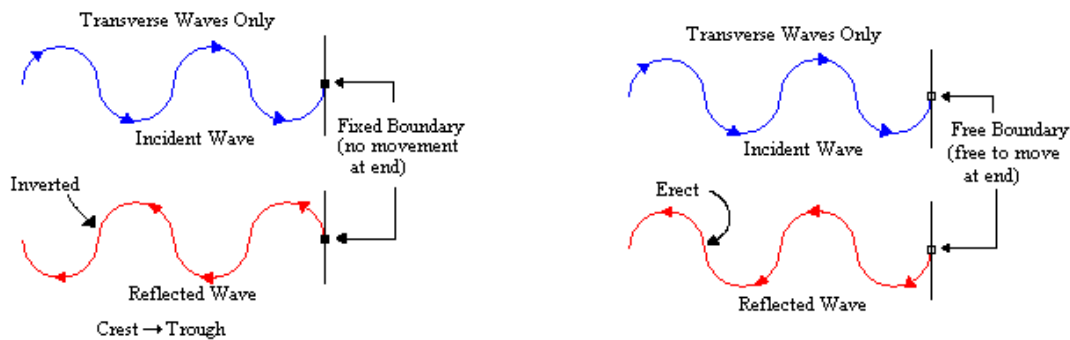 Transverse Waves Only
Incident Wave
Fixed Boundary
(no movement
at end)
Inverted
Reflected Wave
Crest → Trough
Transverse Waves Only
Incident Wave
Free Boundary
(free to move
at end)
Erect
Reflected Wave